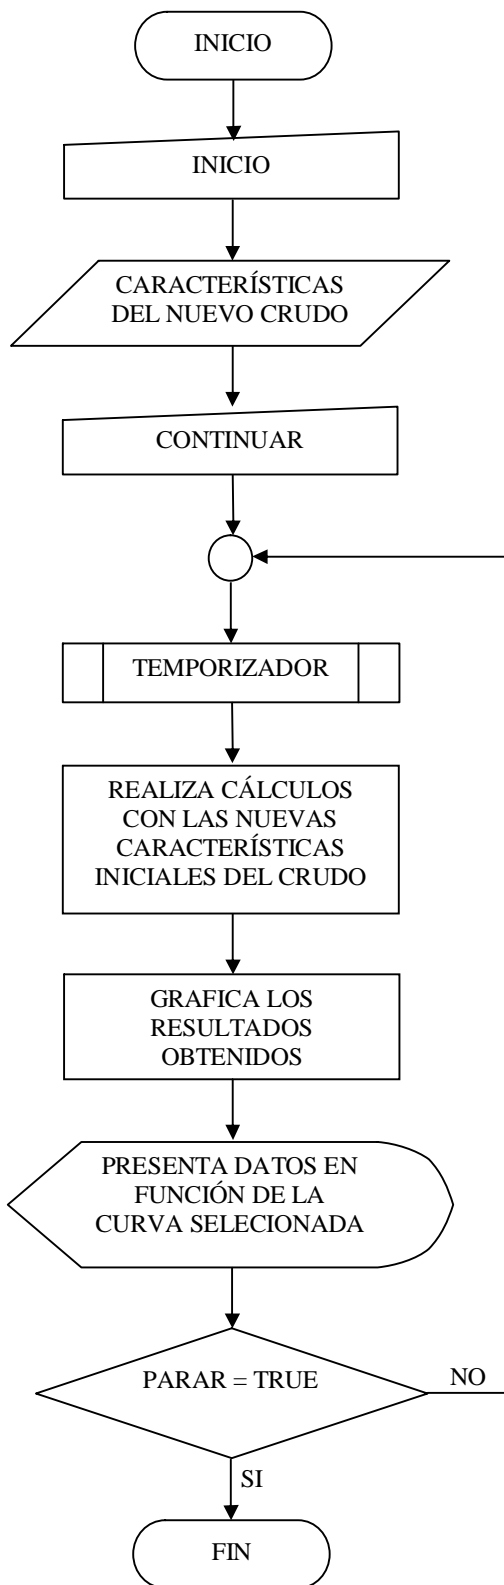 INICIO
INICIO
CARACTERÍSTICAS
DEL NUEVO CRUDO
CONTINUAR
TEMPORIZADOR
REALIZA CÁLCULOS
CON LAS NUEVAS
CARACTERÍSTICAS
INICIALES DEL CRUDO
GRAFICA LOS
RESULTADOS
OBTENIDOS
PRESENTA DATOS EN
FUNCIÓN DE LA
CURVA SELECIONADA
PARAR = TRUE
NO
SI
FIN